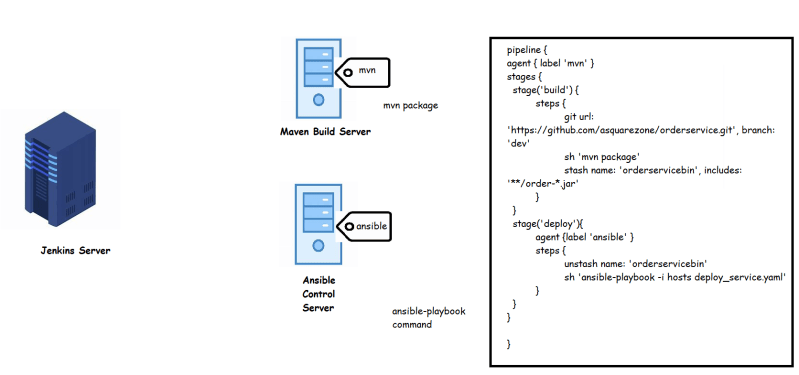 mvn
mvn package
Maven Build Server
Jenkins Server
ansible
Ansible
Control
Server
ansible-playbook
command
pipeline {
agent { label 'mvn' }
stages {
stage('build') {
steps {
git url:
'https://github.com/asquarezone/orderservice.git', branch:
'dev'
sh 'mvn package'
stash name: 'orderservicebin', includes:
'**/order-*.jar'
}
}
stage('deploy'){
agent {label 'ansible' }
steps {
unstash name: 'orderservicebin'
sh 'ansible-playbook -i hosts deploy_service.yaml'
}
}
}
}